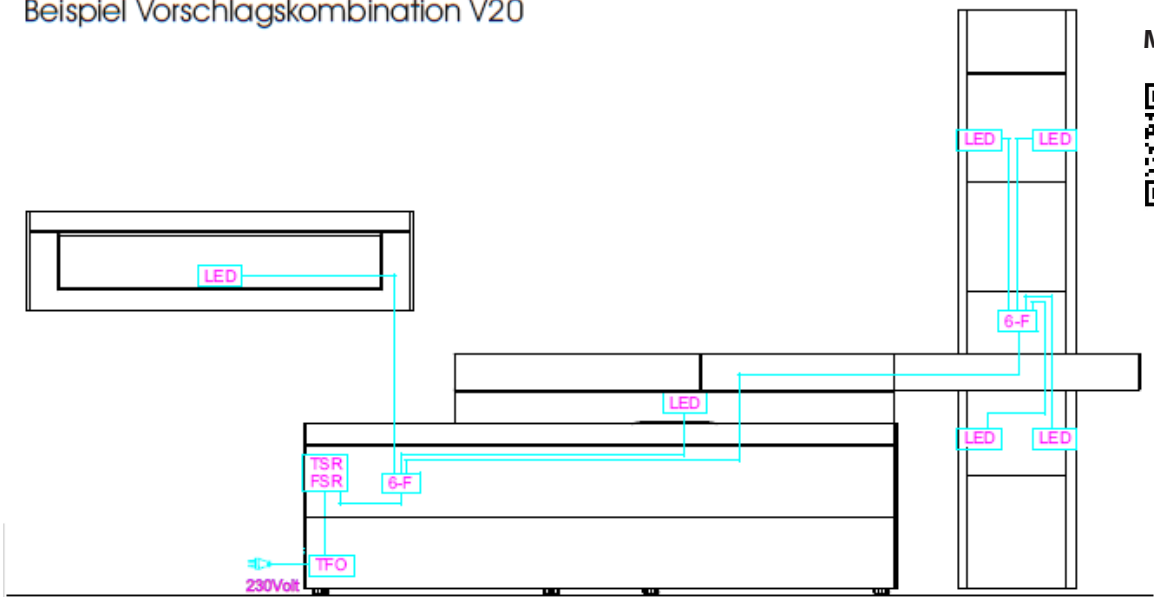 Beispiel Vorschlagskombination V20
M
LED
LED
LED
6-F
LED
TSR
FSR
6-F
LED
LED
TFO
230Volt